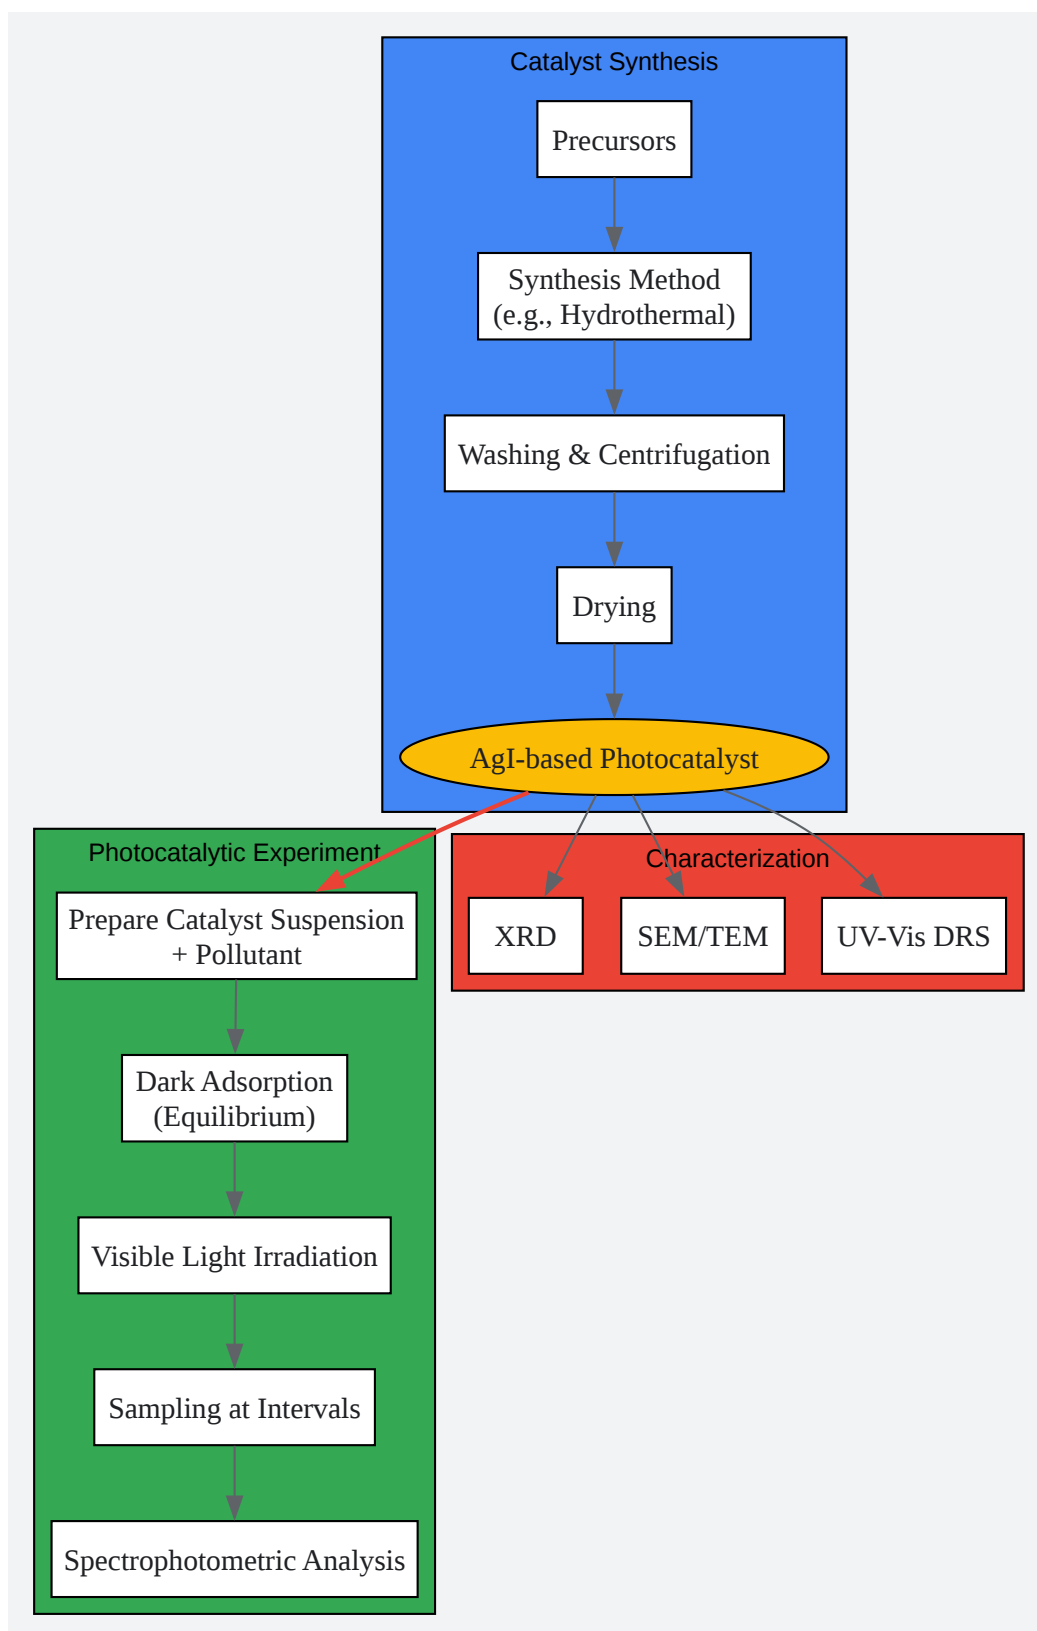 Catalyst Synthesis
Precursors
Synthesis Method
(e.g., Hydrothermal)
Washing & Centrifugation
Drying
AgI-based Photocatalyst
Photocatalytic Experiment
Prepare Catalyst Suspension
+ Pollutant
Dark Adsorption
(Equilibrium)
Visible Light Irradiation
Sampling at Intervals
Spectrophotometric Analysis
Characterization
XRD
SEM/TEM
UV-Vis DRS